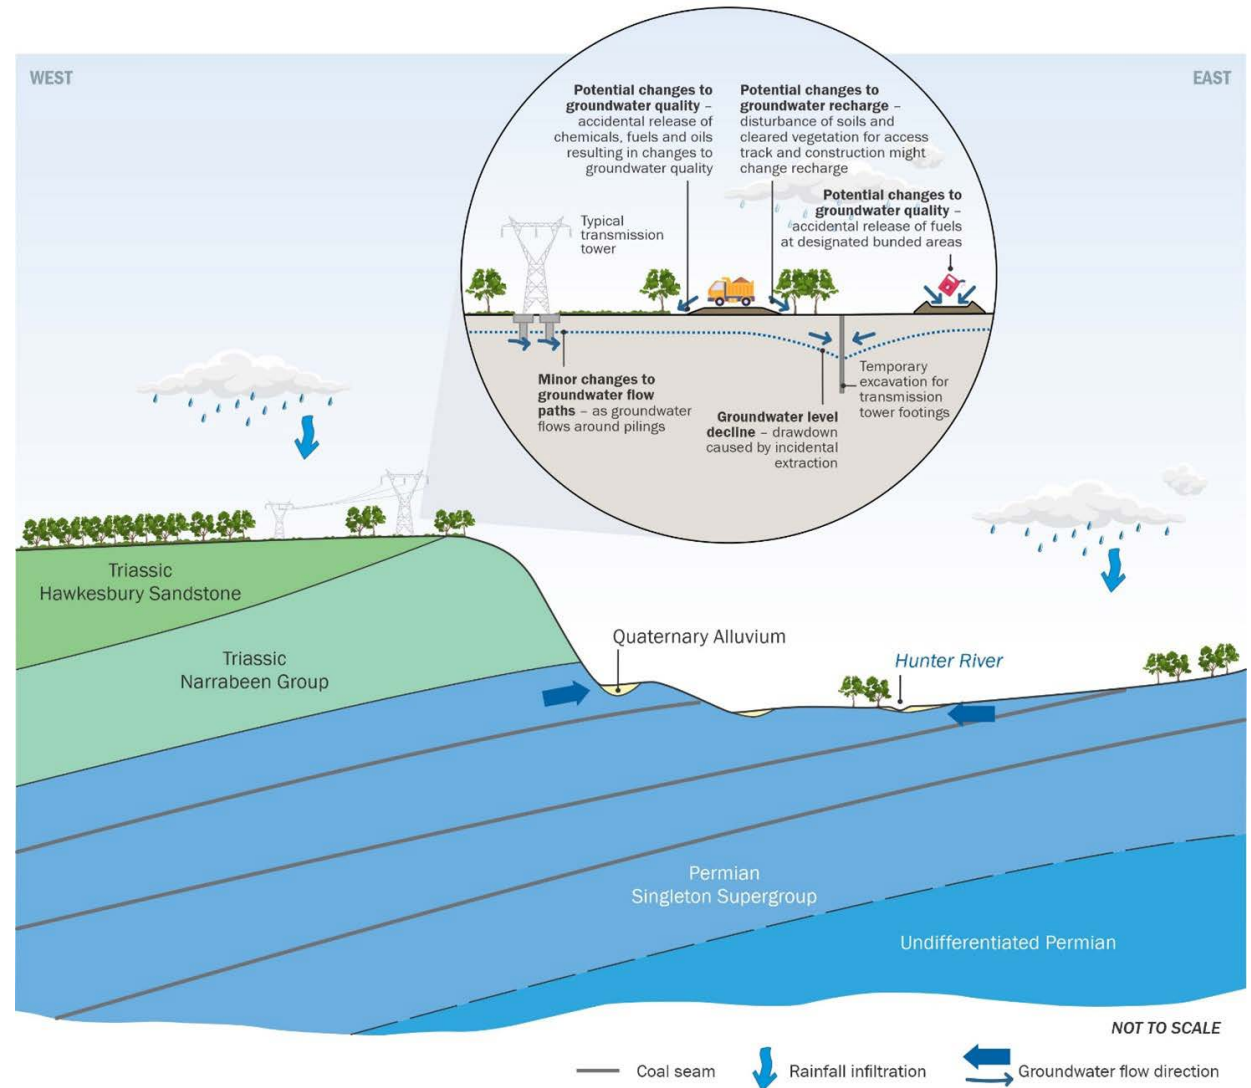 WEST
EAST
Potential changes to
groundwater quality –
accidental release of
chemicals, fuels and oils
resulting in changes to
groundwater quality
Potential changes to
groundwater recharge –
disturbance of soils and
cleared vegetation for access
track and construction might
change recharge
Potential changes to
groundwater quality –
accidental release of fuels
at designated bunded areas
Typical
transmission
tower
Minor changes to
groundwater flow
paths – as groundwater
flows around pilings
Groundwater level
decline – drawdown
caused by incidental
extraction
Temporary
excavation for
transmission
tower footings
Triassic
Hawkesbury Sandstone
Triassic
Narrabeen Group
Quaternary Alluvium
Hunter River
Permian
Singleton Supergroup
Undifferentiated Permian
NOT TO SCALE
Coal seam
Rainfall infiltration
Groundwater flow direction